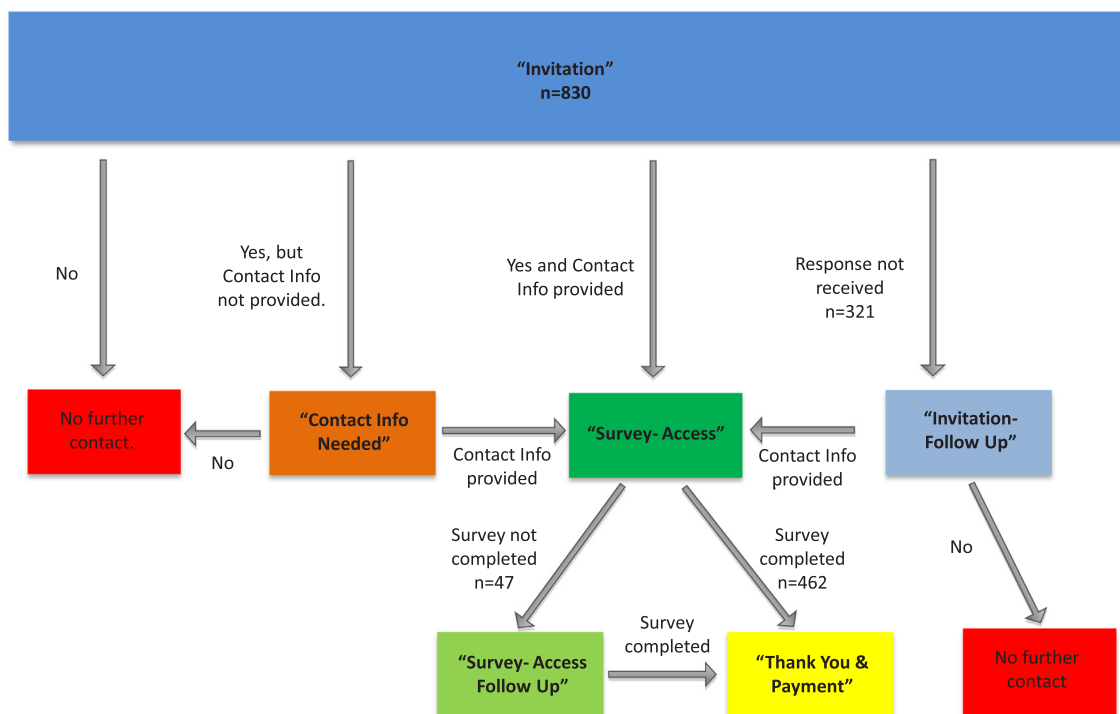 “Invitation”
n=830
No
Yes, but
Contact Info
not provided.
Yes and Contact
Info provided
Response not
received
n=321
No further
contact.
No
“Contact Info
Needed”
Contact Info
provided
“Survey- Access”
Contact Info
provided
“Invitation-
Follow Up”
Survey not
completed
n=47
Survey
completed
n=462
No
“Survey- Access
Follow Up”
Survey
completed
“Thank You &
Payment”
No further
contact